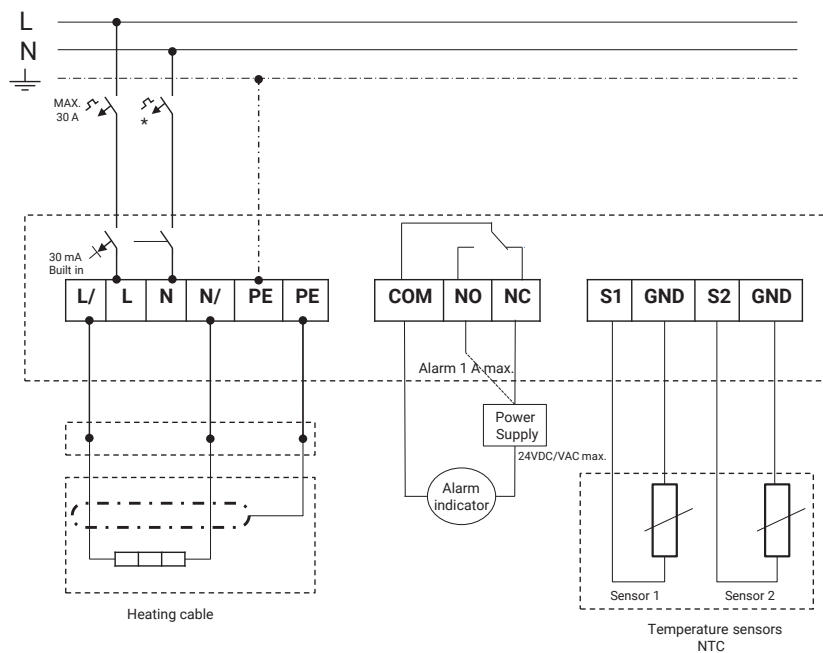 L
N
MAX.
30 A
*
30 mA
Built in
L/ L N N/ PE PE
COM NO NC
S1 GND S2 GND
Alarm 1 A max.
Power
Supply
24VDC/VAC max.
Alarm
indicator
Sensor 1
Sensor 2
Heating cable
Temperature sensors
NTC